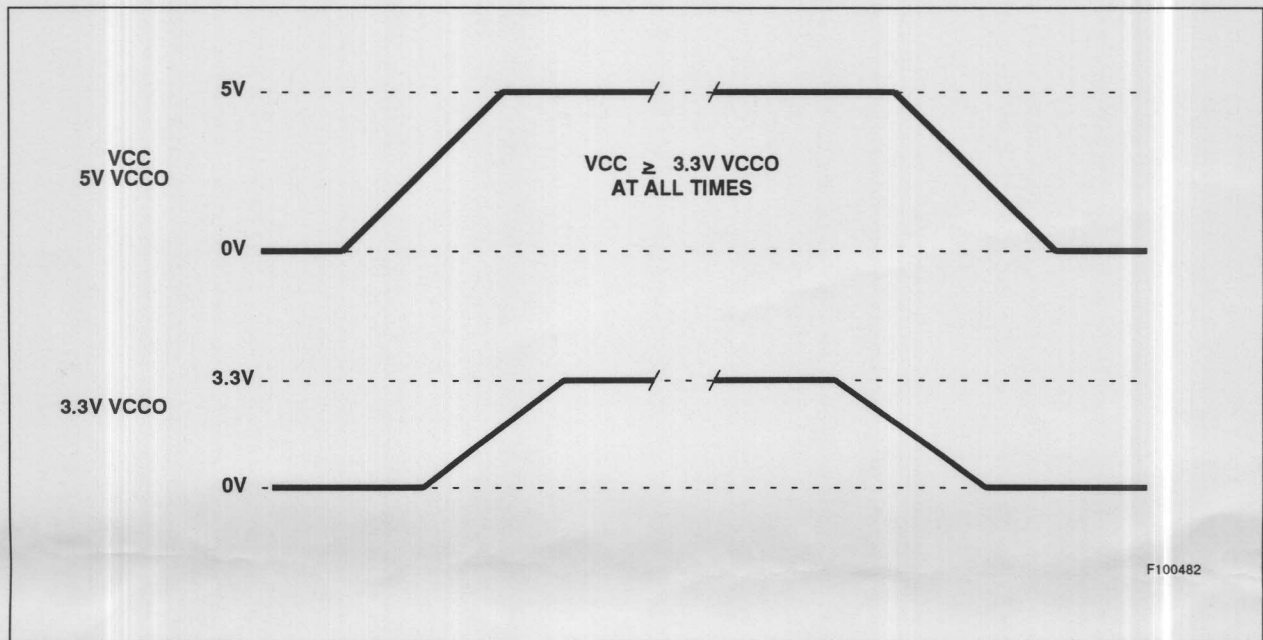 5V
VCC
5V VCCO
VCC ≥ 3.3V VCCO
AT ALL TIMES
0V
3.3V
3.3V VCCO
0V
F100482